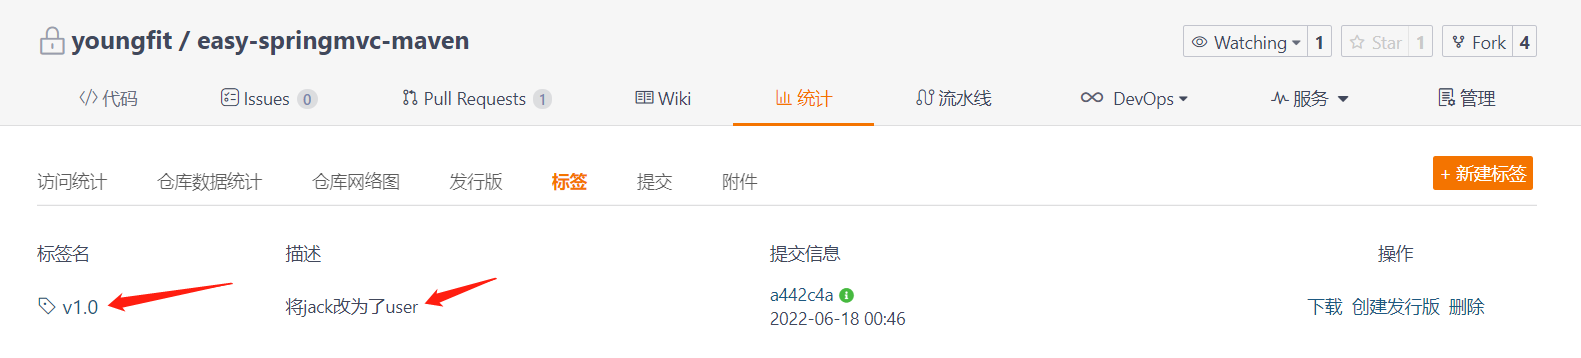 youngfit / easy-springmvc-maven
Watching 1 Star 1 Fork 4
代码 Issues 0 Pull Requests 1 Wiki 统计 流水线 DevOps 服务 管理
访问统计 仓库数据统计 仓库网络图 发行版 标签 提交 附件 + 新建标签
标签名 描述 提交信息 操作
v1.0 将jack改为了user a442c4a 下载 创建发行版 删除
2022-06-18 00:46